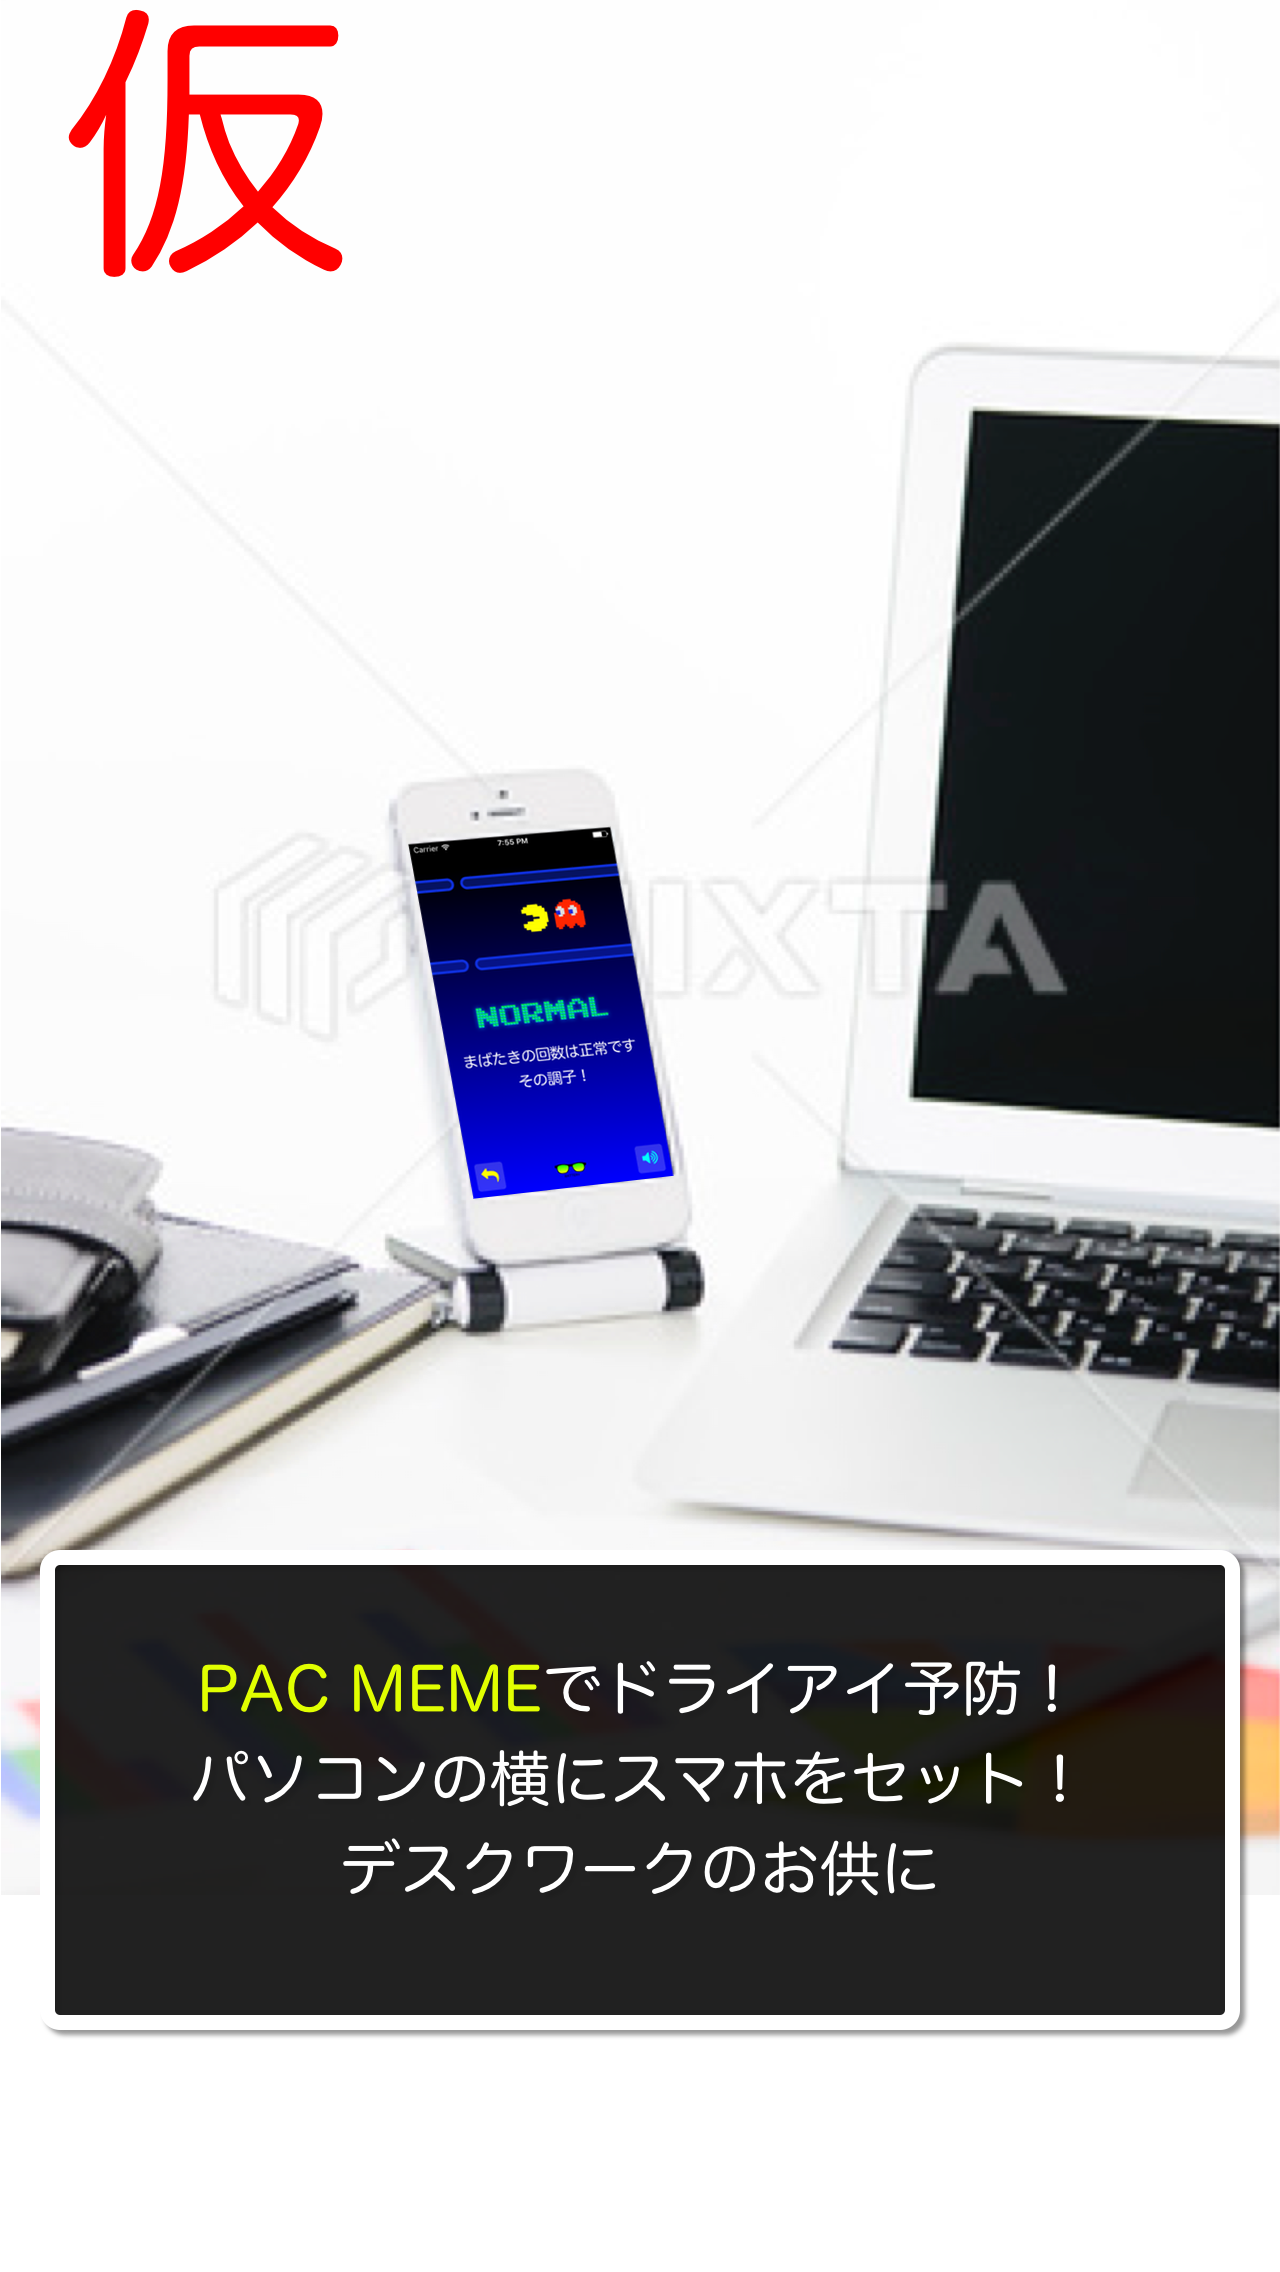 仮
Carrier 7:55 PM
PIXTA
NORMAL
まばたきの回数は正常です
その調子！
PAC MEMEでドライアイ予防！
パソコンの横にスマホをセット！
デスクワークのお供に